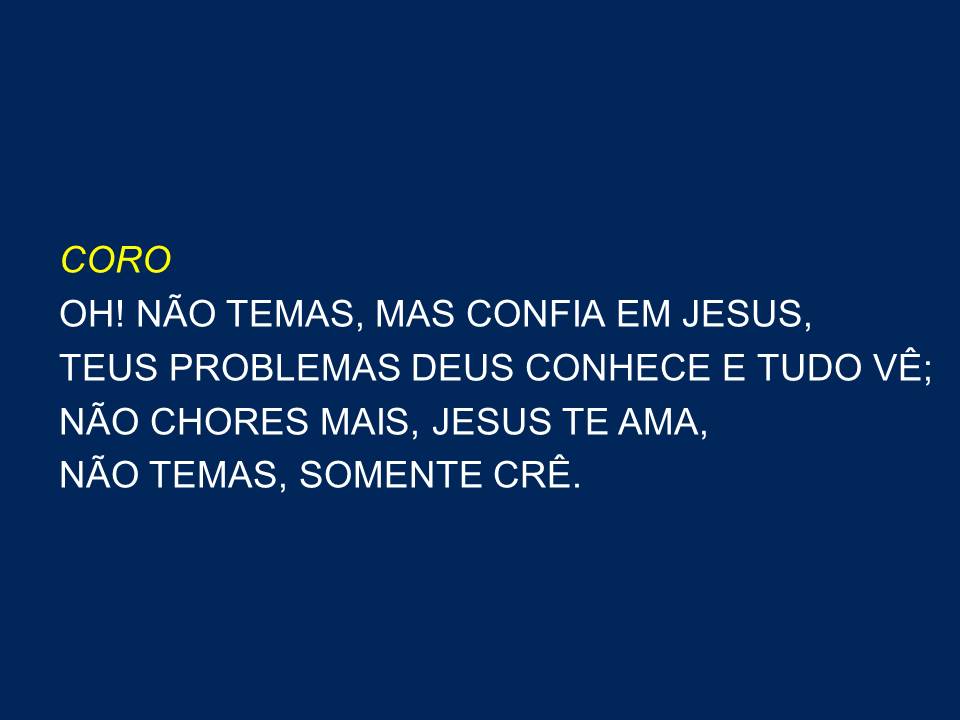 CORO
OH! NÃO TEMAS, MAS CONFIA EM JESUS,
TEUS PROBLEMAS DEUS CONHECE E TUDO VÊ;
NÃO CHORES MAIS, JESUS TE AMA,
NÃO TEMAS, SOMENTE CRÊ.